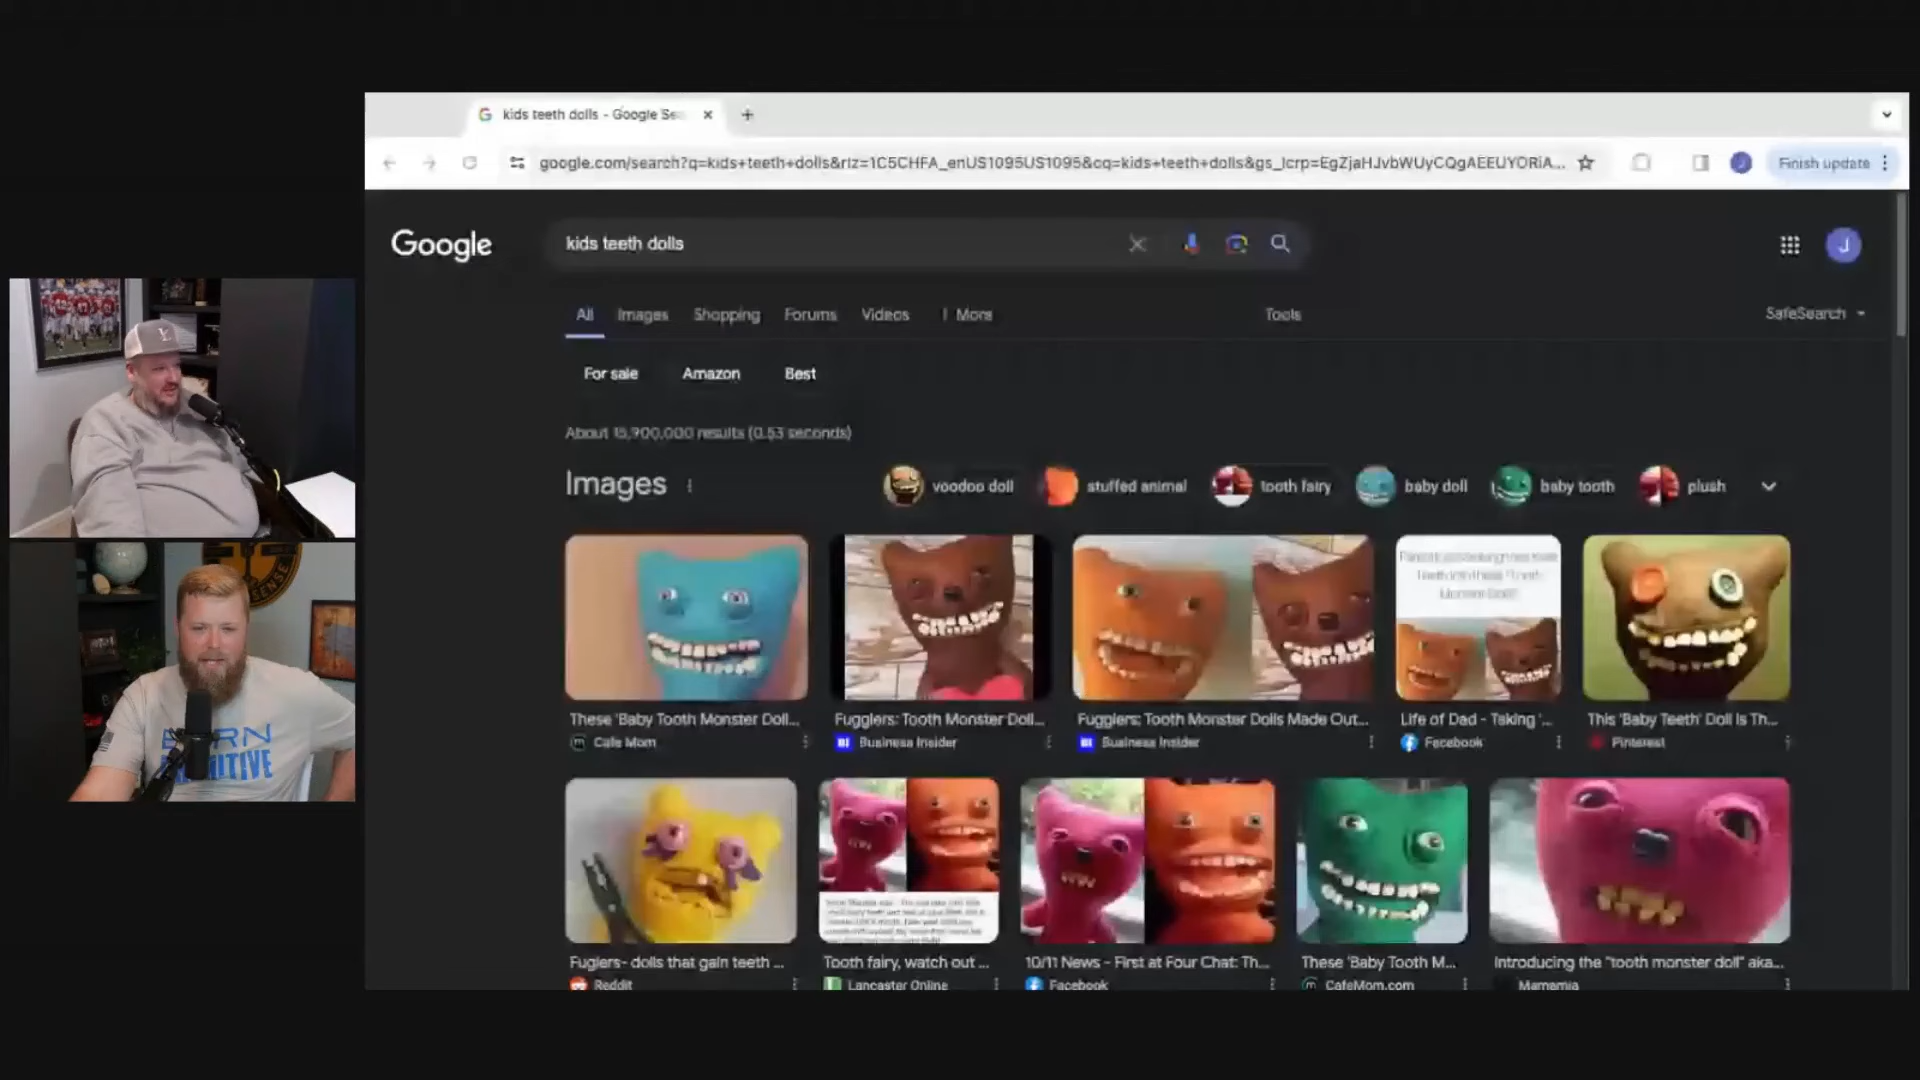 kids teeth dolls - Google Sea
google.com/search?q=kids+teeth+dolls&rlz=1C5CHFA_enUS1095US1095&oq=kids+teeth+dolls&gs_lcrp=EgZjaHJvbWUyCQgAEEUYORiA...
Finish update
Google
kids teeth dolls
J
All Images Shopping Forums Videos More Tools
SafeSearch
For sale Amazon Best
About 15,900,000 results (0.53 seconds)
Images
voodoo doll stuffed animal tooth fairy baby doll baby tooth plush
These 'Baby Tooth Monster Doll...
Cafe Mom
Fugglers: Tooth Monster Doll...
BI Business Insider
Fugglers: Tooth Monster Dolls Made Out...
BI Business Insider
Life of Dad - Taking '...
Facebook
This 'Baby Teeth' Doll Is Th...
Pinterest
Fuglers- dolls that gain teeth ...
Reddit
Tooth fairy, watch out ...
Lancaster Online
10/11 News - First at Four Chat: Th...
Facebook
These 'Baby Tooth M...
CafeMom.com
Introducing the "tooth monster doll" aka...
Mamamia
SENSE